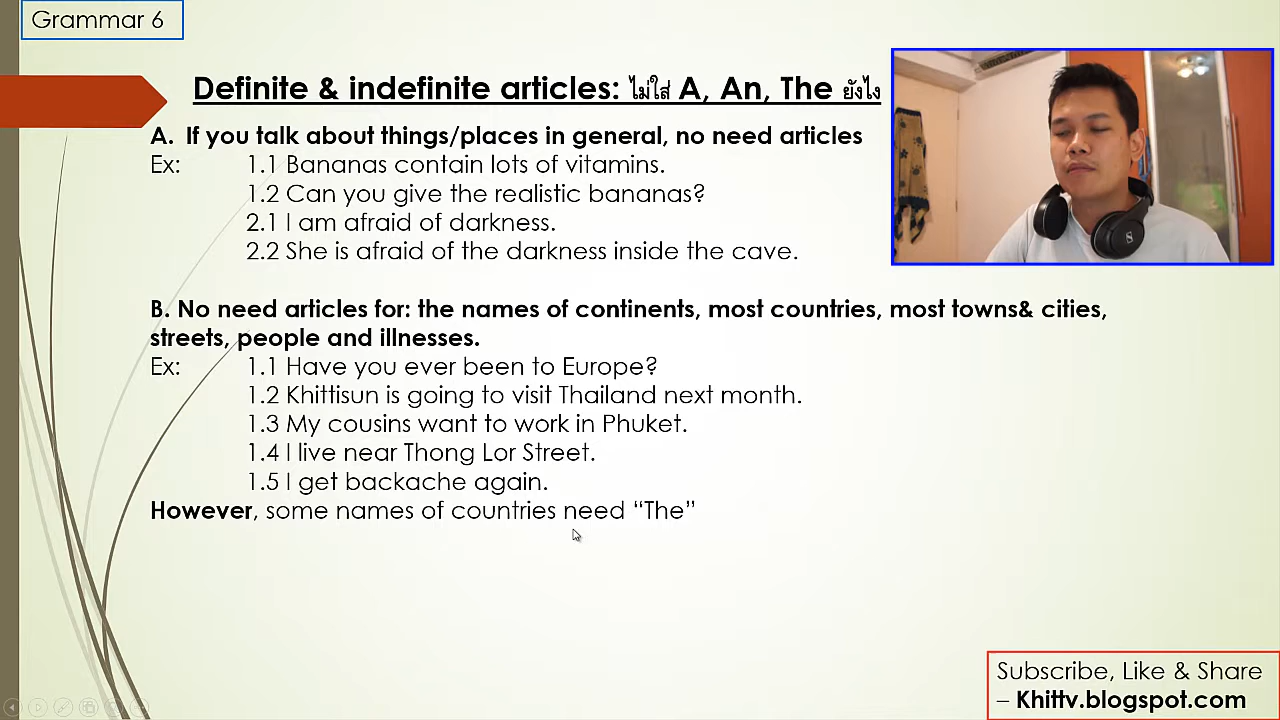 Grammar 6
Definite & indefinite articles: ไม่ใส่ A, An, The ยังไง
A. If you talk about things/places in general, no need articles
Ex: 1.1 Bananas contain lots of vitamins.
1.2 Can you give the realistic bananas?
2.1 I am afraid of darkness.
2.2 She is afraid of the darkness inside the cave.
B. No need articles for: the names of continents, most countries, most towns& cities,
streets, people and illnesses.
Ex: 1.1 Have you ever been to Europe?
1.2 Khittisun is going to visit Thailand next month.
1.3 My cousins want to work in Phuket.
1.4 I live near Thong Lor Street.
1.5 I get backache again.
However, some names of countries need “The”
Subscribe, Like & Share
– Khittv.blogspot.com